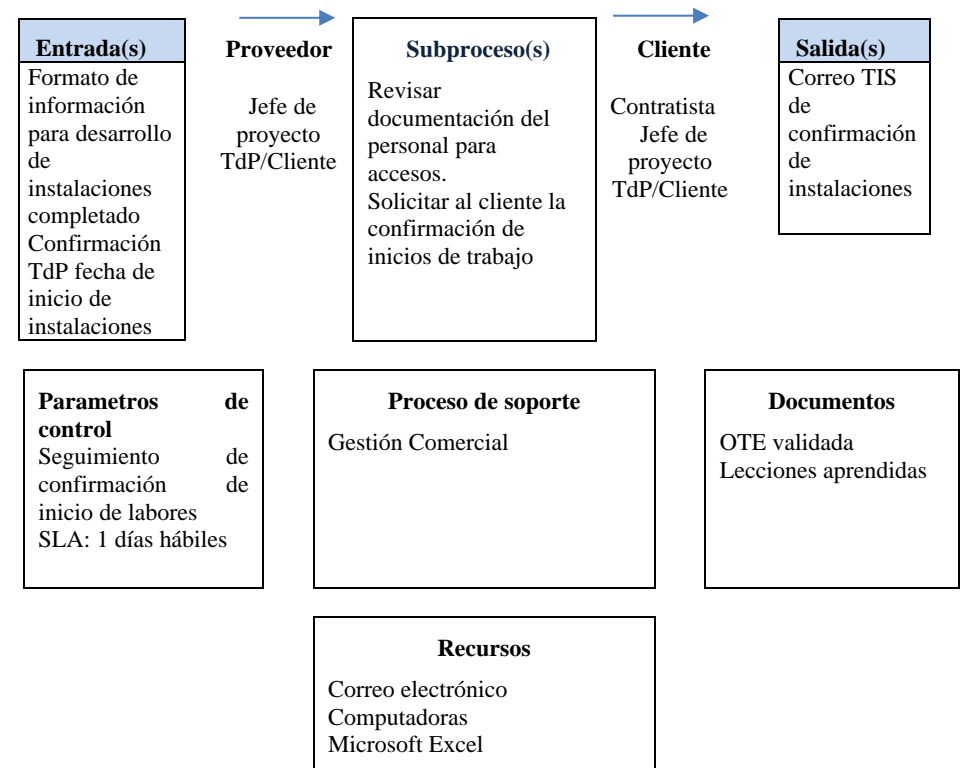 Entrada(s)
Formato de
información
para desarrollo
de
instalaciones
completado
Confirmación
TdP fecha de
inicio de
instalaciones
Proveedor
Jefe de
proyecto
TdP/Cliente
Subproceso(s)
Revisar
documentación del
personal para
accesos.
Solicitar al cliente la
confirmación de
inicios de trabajo
Cliente
Contratista
Jefe de
proyecto
TdP/Cliente
Salida(s)
Correo TIS
de
confirmación
de
instalaciones
Parametros de
control
Seguimiento de
confirmación de
inicio de labores
SLA: 1 días hábiles
Proceso de soporte
Gestión Comercial
Documentos
OTE validada
Lecciones aprendidas
Recursos
Correo electrónico
Computadoras
Microsoft Excel